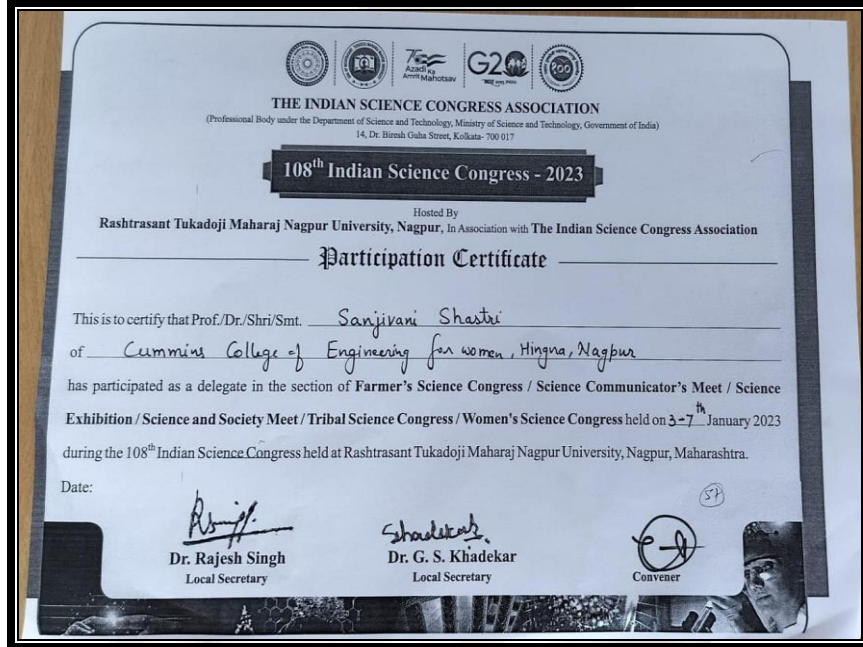 75
Azadi Ka
Amrit Mahotsav
G20
THE INDIAN SCIENCE CONGRESS ASSOCIATION
(Professional Body under the Department of Science and Technology, Ministry of Science and Technology, Government of India)
14, Dr. Biresh Guha Street, Kolkata- 700 017
108th Indian Science Congress - 2023
Hosted By
Rashtrasant Tukadoji Maharaj Nagpur University, Nagpur, In Association with The Indian Science Congress Association
Participation Certificate
This is to certify that Prof./Dr./Shri/Smt. Sanjivani Shastri
of Cummins College of Engineering for women, Hingna, Nagpur
has participated as a delegate in the section of Farmer's Science Congress / Science Communicator's Meet / Science
Exhibition / Science and Society Meet / Tribal Science Congress / Women's Science Congress held on 3-7th January 2023
during the 108th Indian Science Congress held at Rashtrasant Tukadoji Maharaj Nagpur University, Nagpur, Maharashtra.
Date:
57
Dr. Rajesh Singh
Local Secretary
Dr. G. S. Khadekar
Local Secretary
Convener